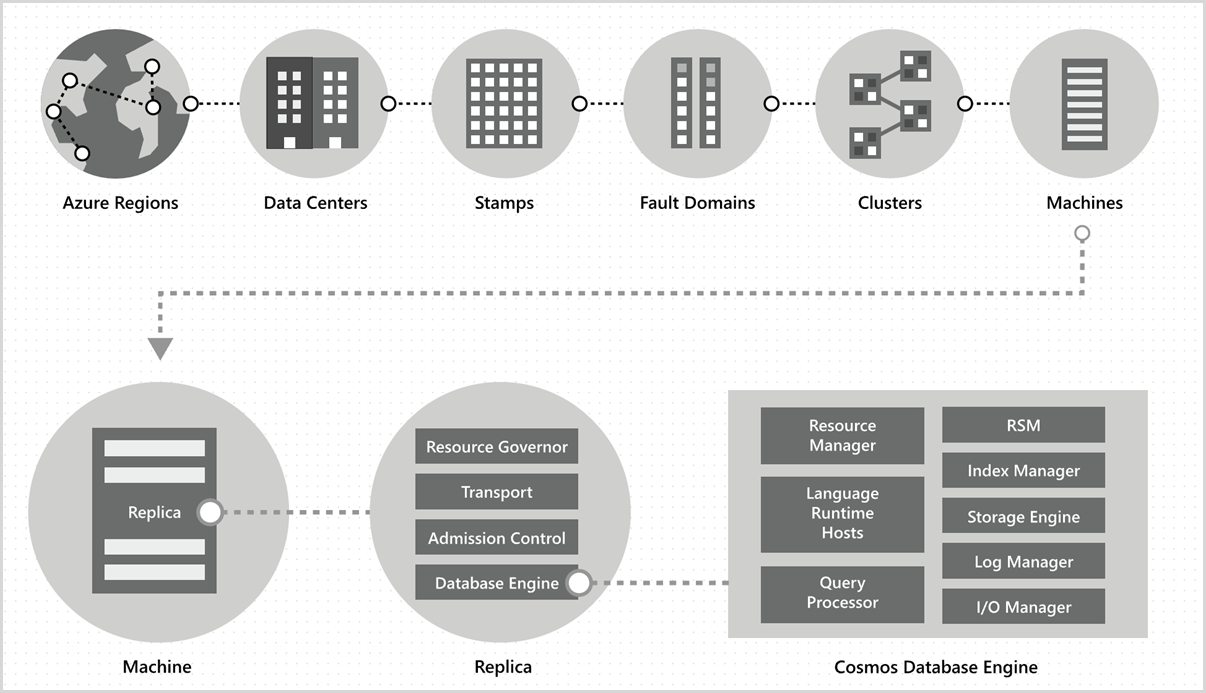 Azure Regions
Data Centers
Stamps
Fault Domains
Clusters
Machines
Replica
Machine
Resource Governor
Transport
Admission Control
Database Engine
Replica
Resource
Manager
Language
Runtime
Hosts
Query
Processor
RSM
Index Manager
Storage Engine
Log Manager
I/O Manager
Cosmos Database Engine